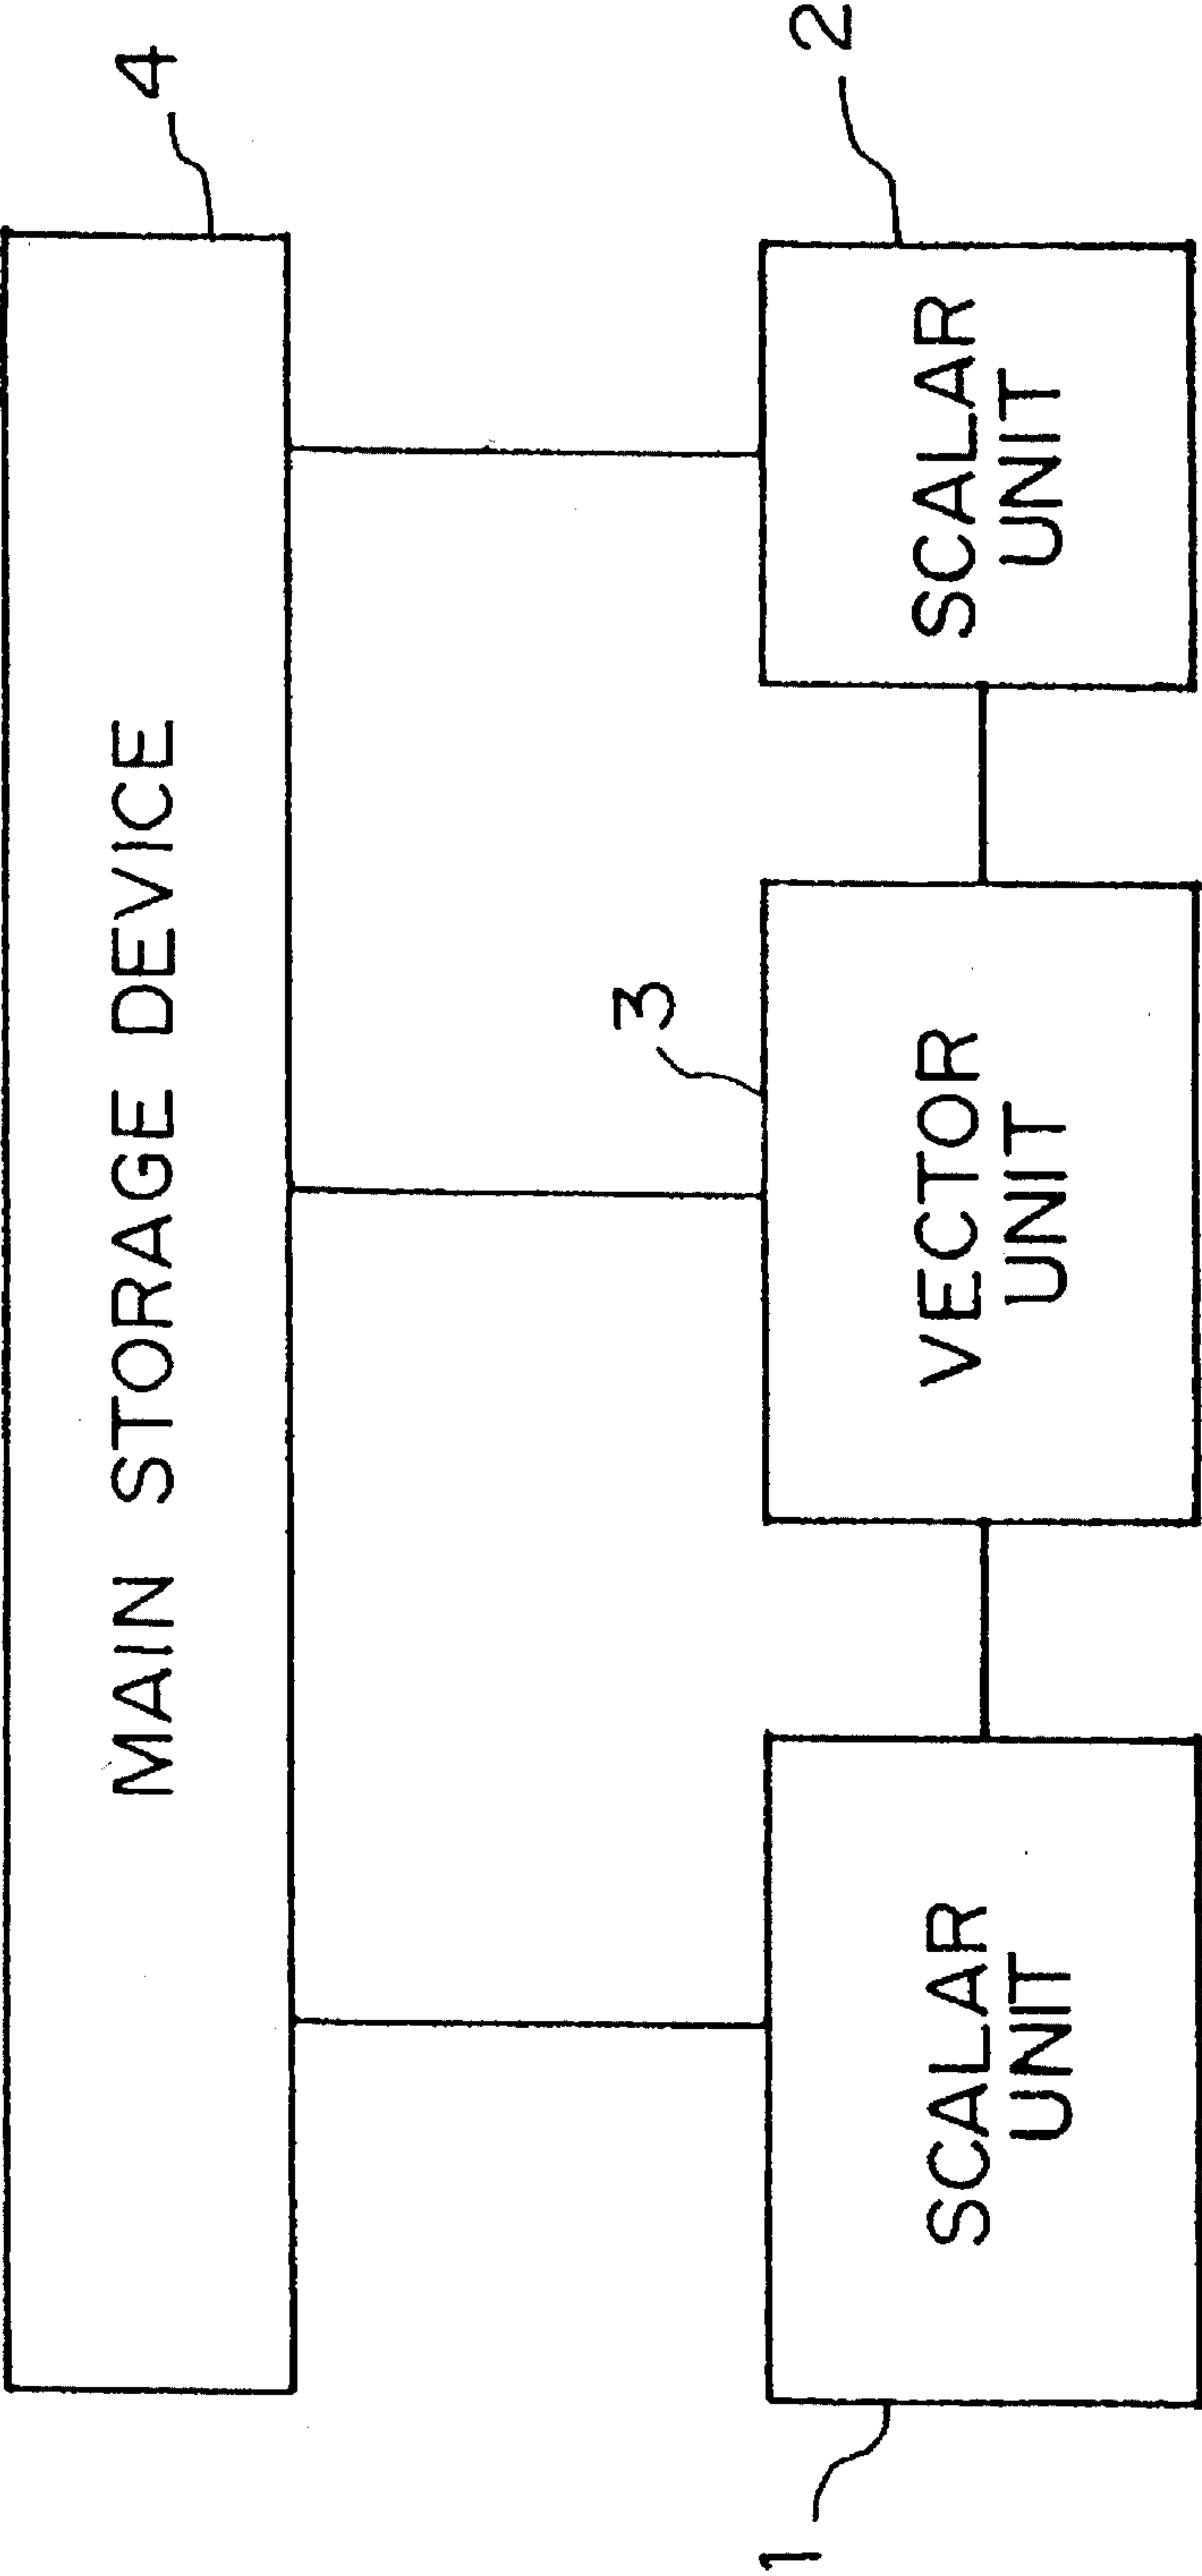 MAIN STORAGE DEVICE
4
3
1
SCALAR
UNIT
VECTOR
UNIT
SCALAR
UNIT
2